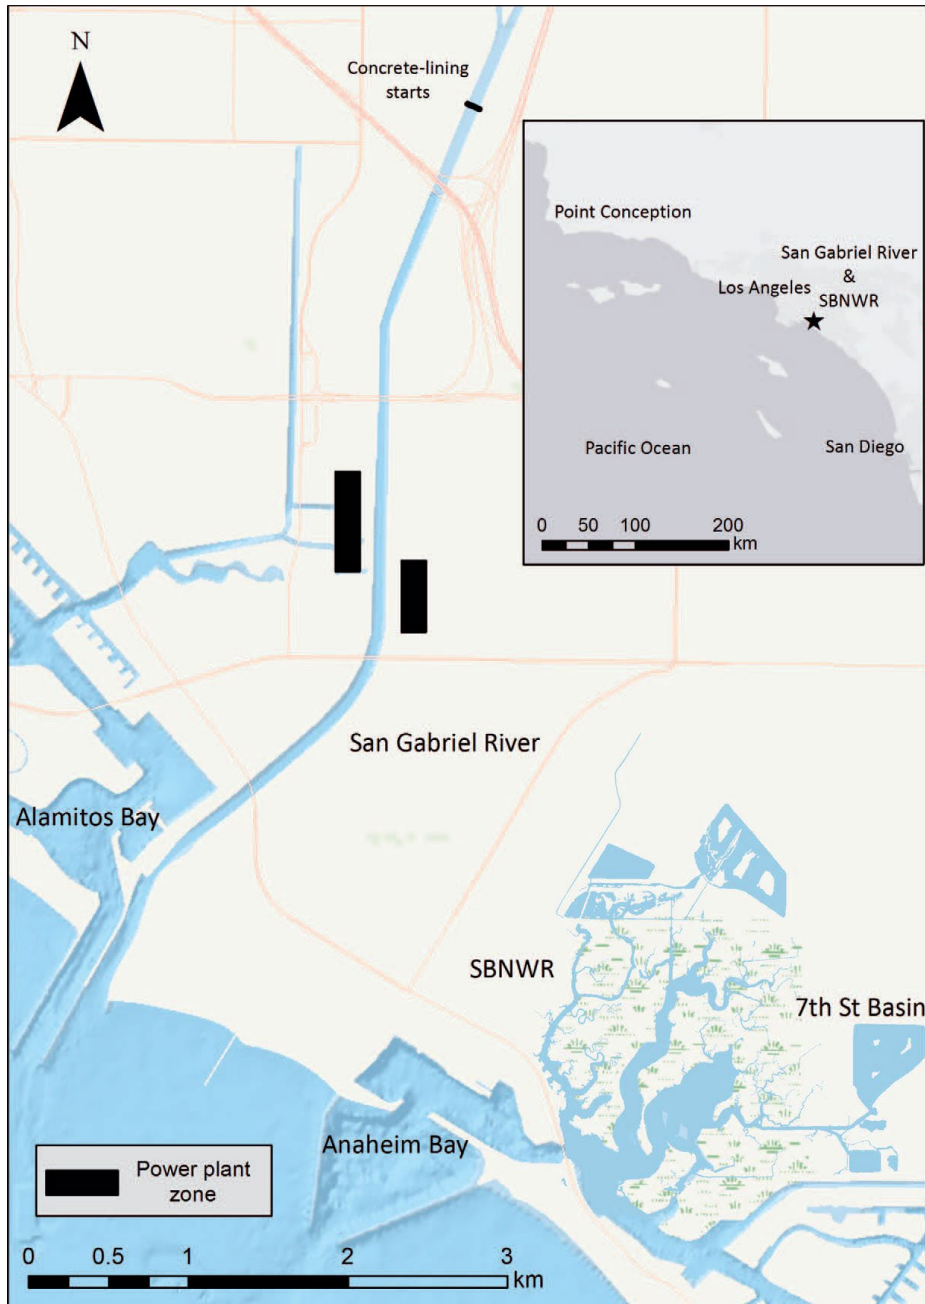 N
Concrete-lining
starts
Point Conception
San Gabriel River
&
Los Angeles
SBNWR
Pacific Ocean
San Diego
0 50 100 200
km
San Gabriel River
Alamitos Bay
SBNWR
7th St Basin
Anaheim Bay
Power plant
zone
0 0.5 1 2 3
km